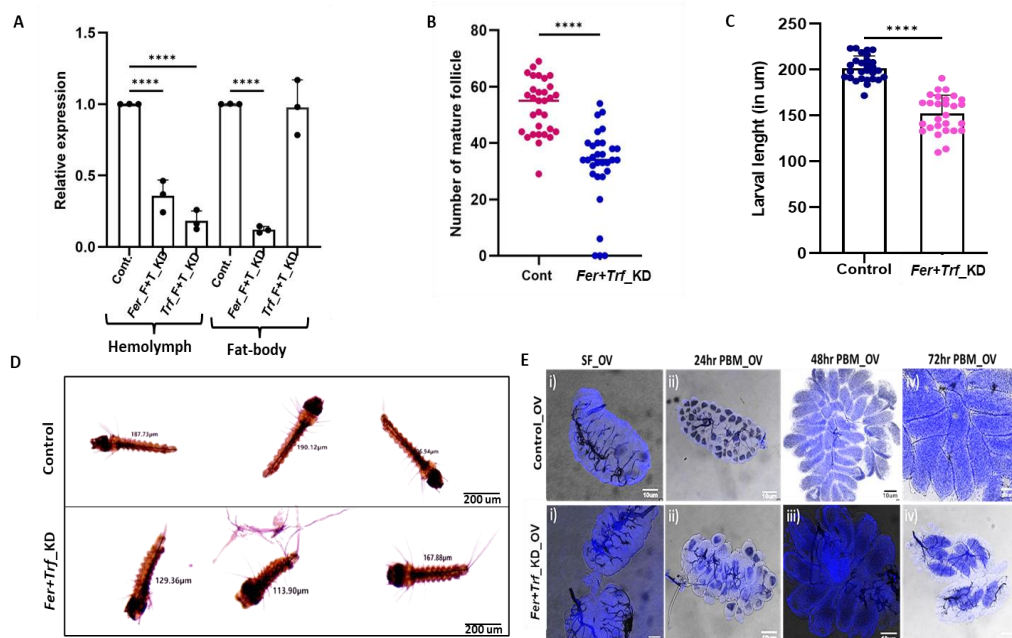 A
Relative expression
1.0
0.5
0.0
****
****
****
Cont.
Fer_F+T_KD
Trf_F+T_KD
Cont.
Fer_F+T_KD
Trf_F+T_KD
Hemolymph
Fat-body
B
Number of mature follicle
80
60
40
20
0
****
Cont
Fer+Trf_KD
C
Larval lenght (in um)
250
200
150
100
50
0
****
Control
Fer+Trf_KD
D
Control
187.73μm
190.12μm
200 um
Fer+Trf_KD
129.36μm
113.90μm
167.88μm
200 um
E
SF_OV
24hr PBM_OV
48hr PBM_OV
72hr PBM_OV
Control_OV
i)
ii)
iv)
10um
10um
10um
Fer+Trf_KD_OV
i)
ii)
iii)
iv)
10um